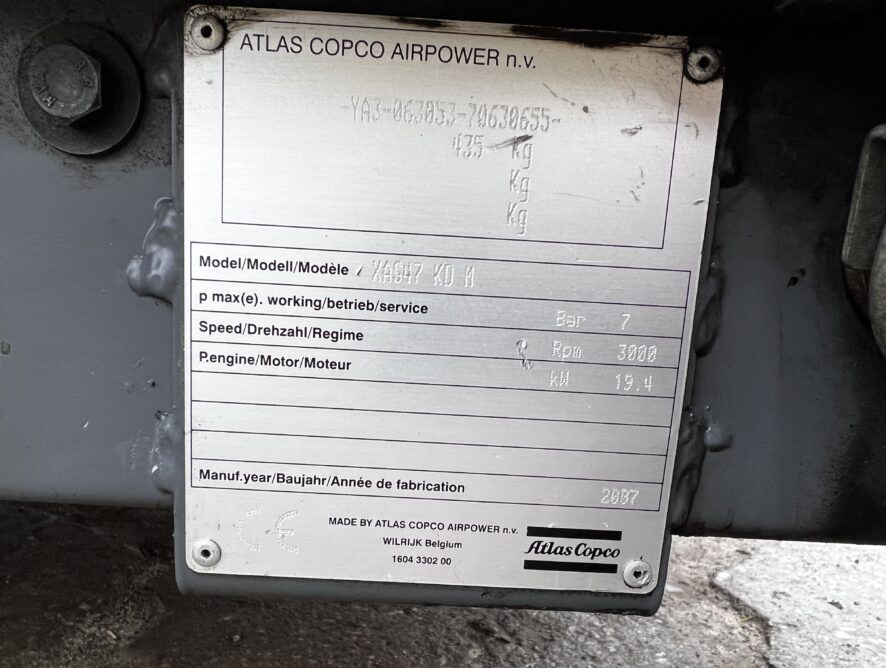 ATLAS COPCO AIRPOWER n.v.
-YA3-063053-70630655-
435 Kg
Kg
Kg
Model/Modell/Modèle XAS47 KD M
p max(e). working/betrieb/service Bar 7
Speed/Drehzahl/Regime Rpm 3000
P.engine/Motor/Moteur kW 19.4
Manuf.year/Baujahr/Année de fabrication 2007
CE
MADE BY ATLAS COPCO AIRPOWER n.v.
WILRIJK Belgium
1604 3302 00
Atlas Copco